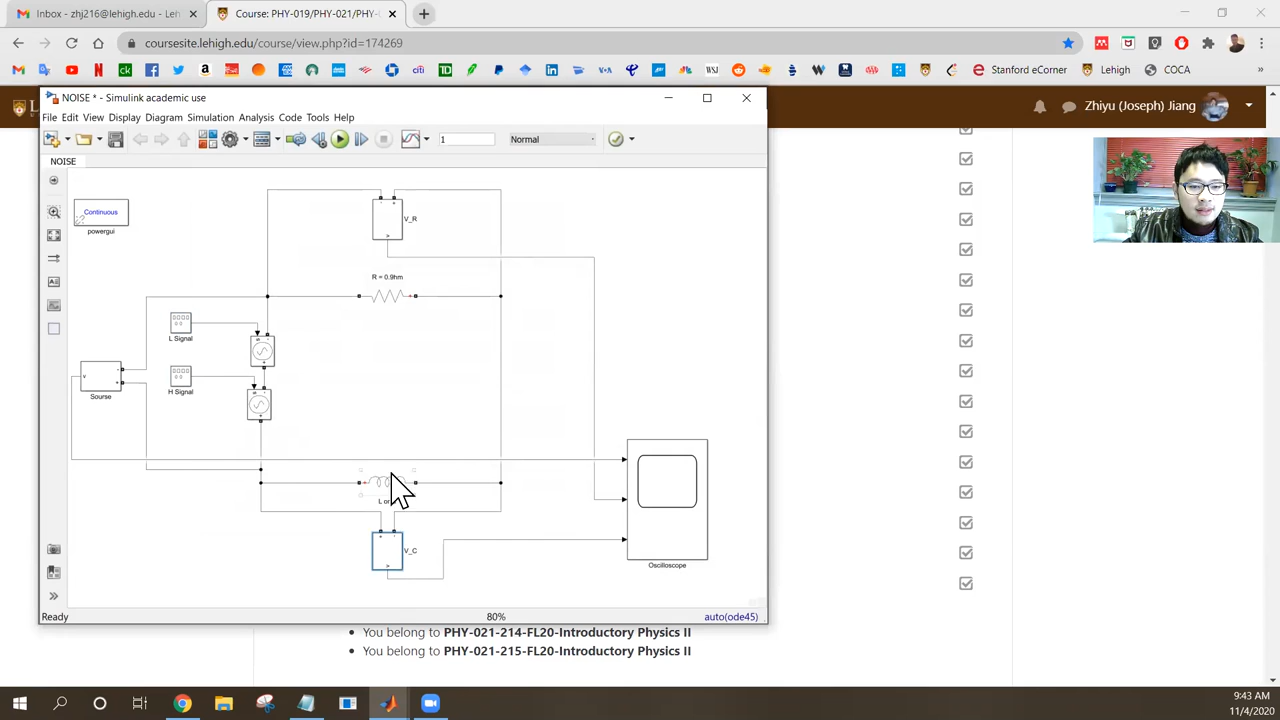 Inbox - zhj216@lehigh.edu - Leh
Course: PHY-019/PHY-021/PHY-L
coursesite.lehigh.edu/course/view.php?id=174269
Stanford eCorner
Lehigh
COCA
Zhiyu (Joseph) Jiang
NOISE * - Simulink academic use
File Edit View Display Diagram Simulation Analysis Code Tools Help
1
Normal
NOISE
Continuous
powergui
V_R
R = 0.9hm
L Signal
H Signal
Sourse
L or
V_C
Oscilloscope
Ready
80%
auto(ode45)
You belong to PHY-021-214-FL20-Introductory Physics II
You belong to PHY-021-215-FL20-Introductory Physics II
9:43 AM
11/4/2020